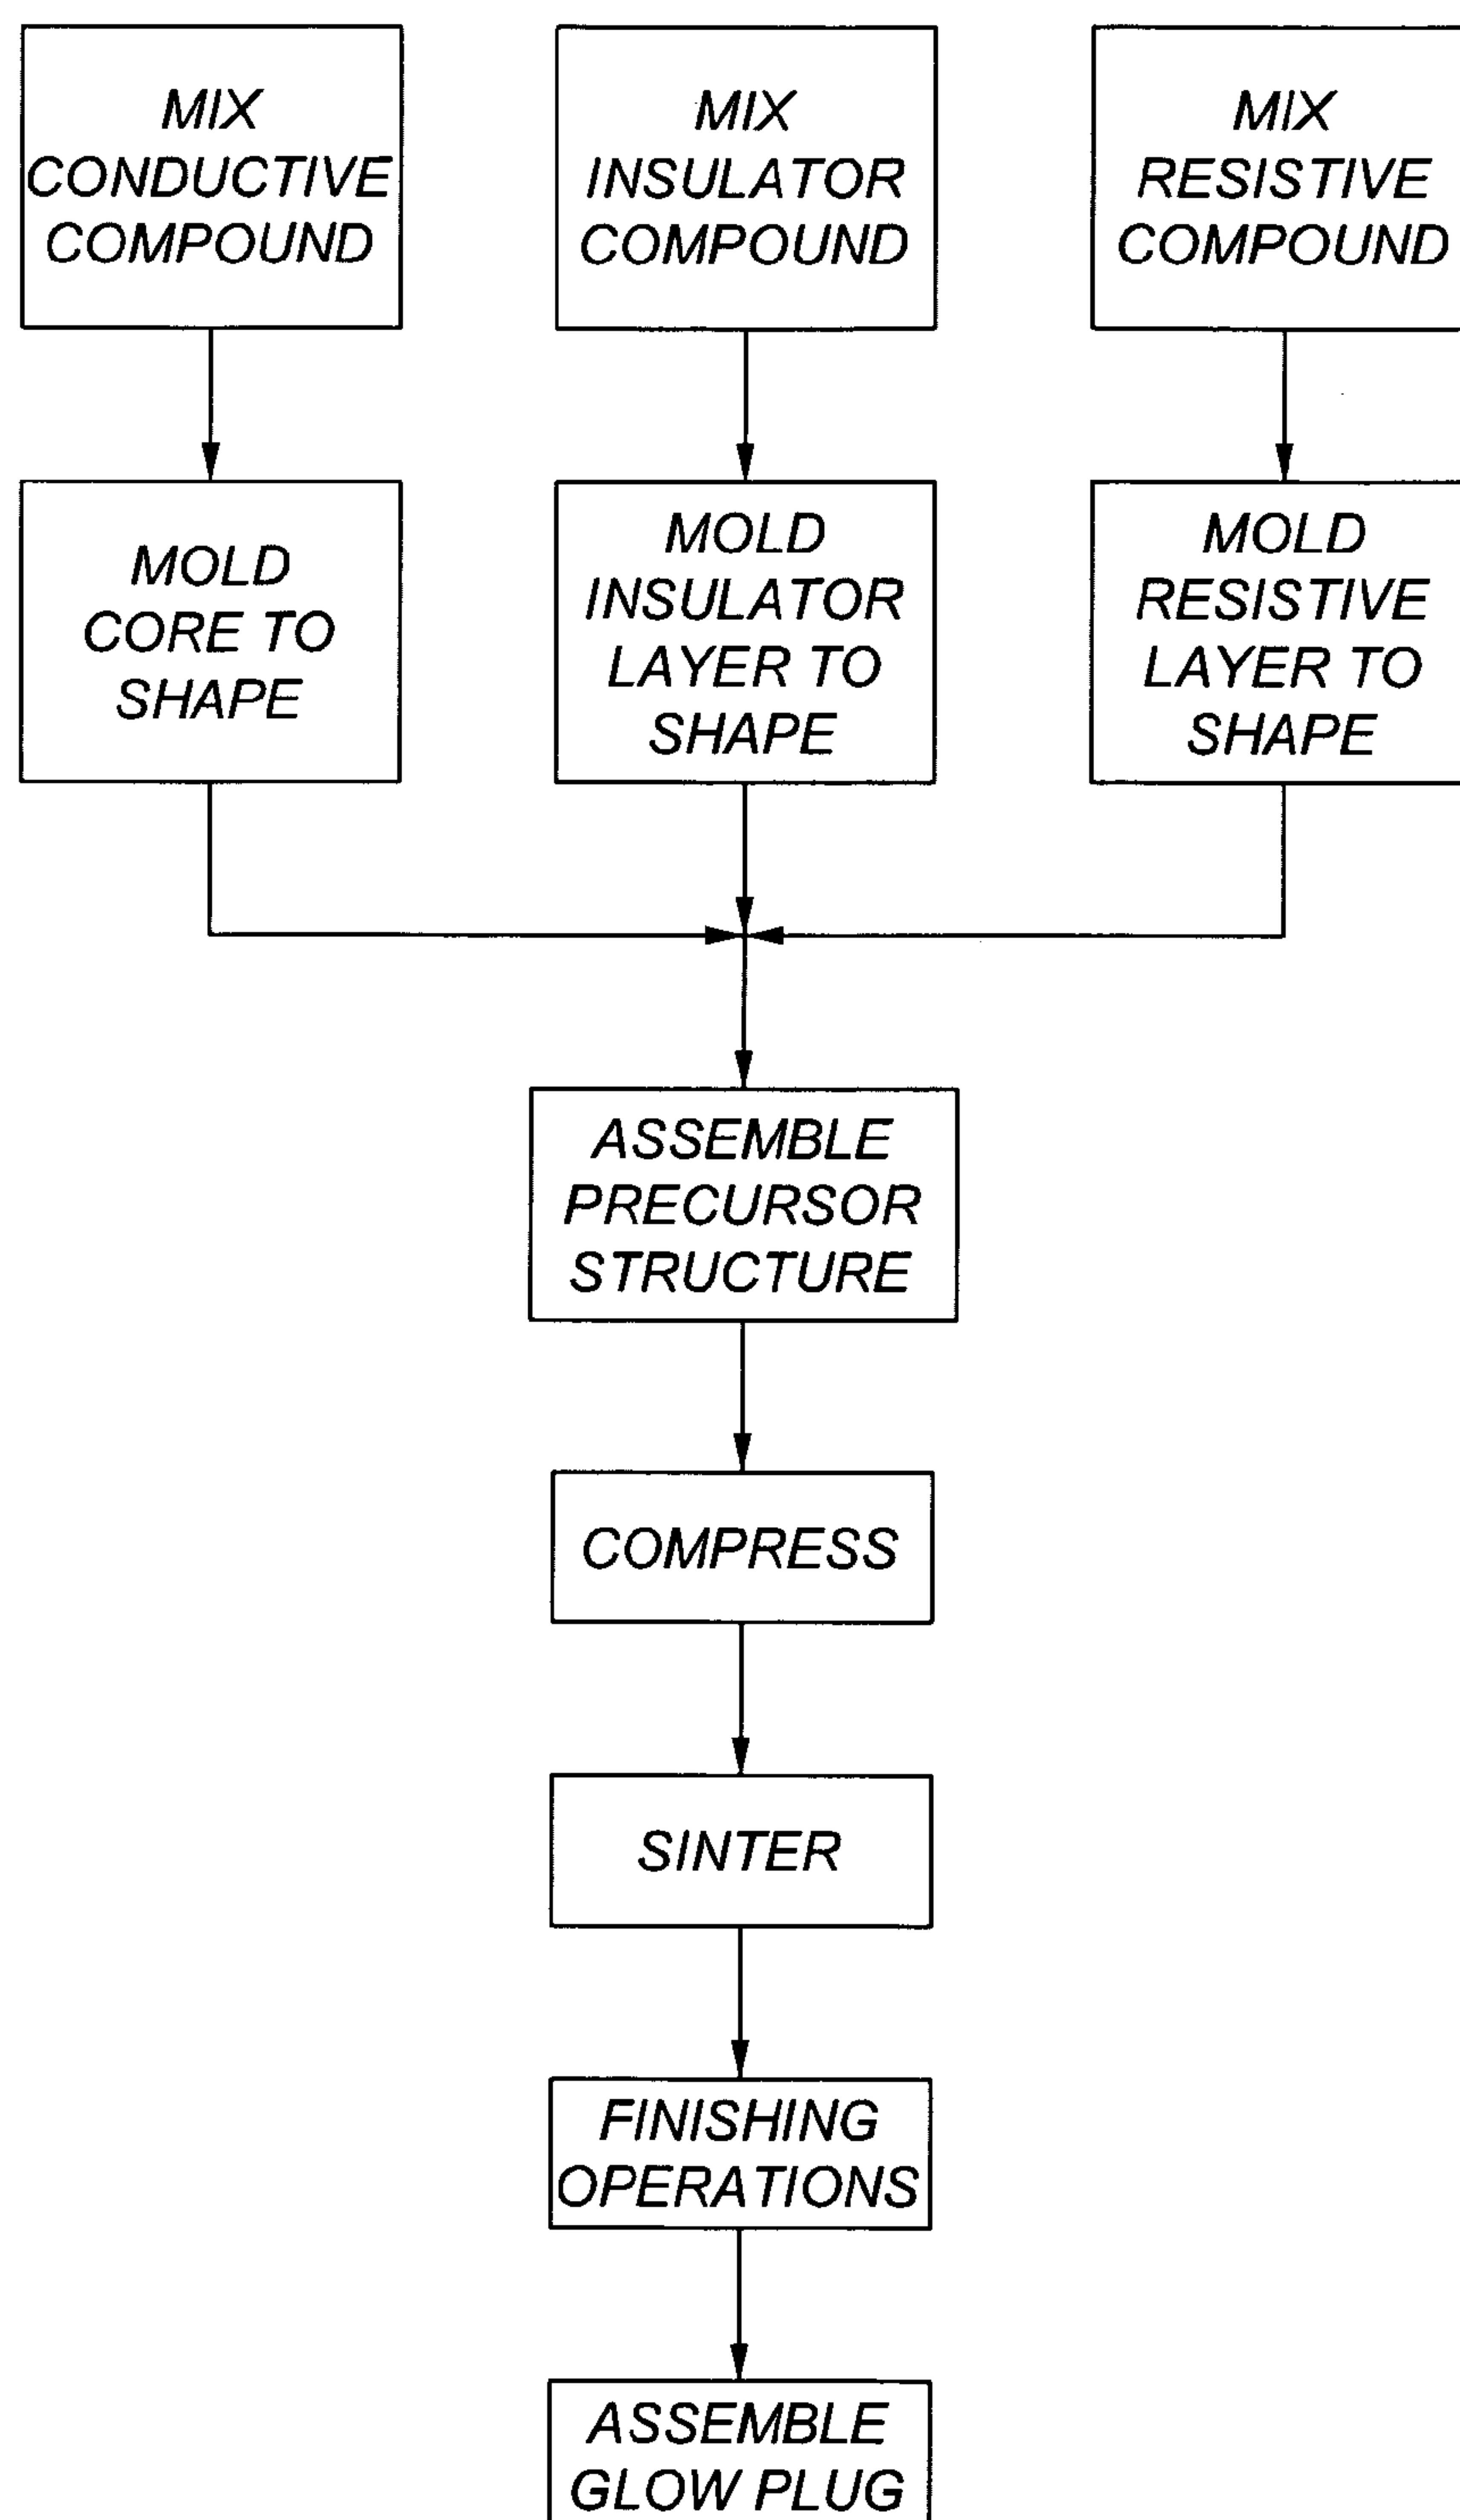 MIX
CONDUCTIVE
COMPOUND
MIX
INSULATOR
COMPOUND
MIX
RESISTIVE
COMPOUND
MOLD
CORE TO
SHAPE
MOLD
INSULATOR
LAYER TO
SHAPE
MOLD
RESISTIVE
LAYER TO
SHAPE
ASSEMBLE
PRECURSOR
STRUCTURE
COMPRESS
SINTER
FINISHING
OPERATIONS
ASSEMBLE
GLOW PLUG